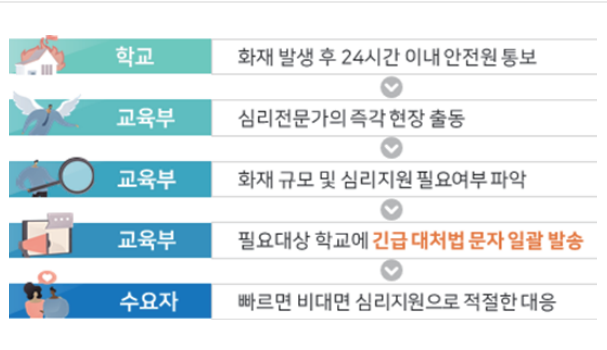 학교 화재 발생 후 24시간 이내 안전원 통보
교육부 심리전문가의 즉각 현장 출동
교육부 화재 규모 및 심리지원 필요여부 파악
교육부 필요대상 학교에 긴급 대처법 문자 일괄 발송
수요자 빠르면 비대면 심리지원으로 적절한 대응